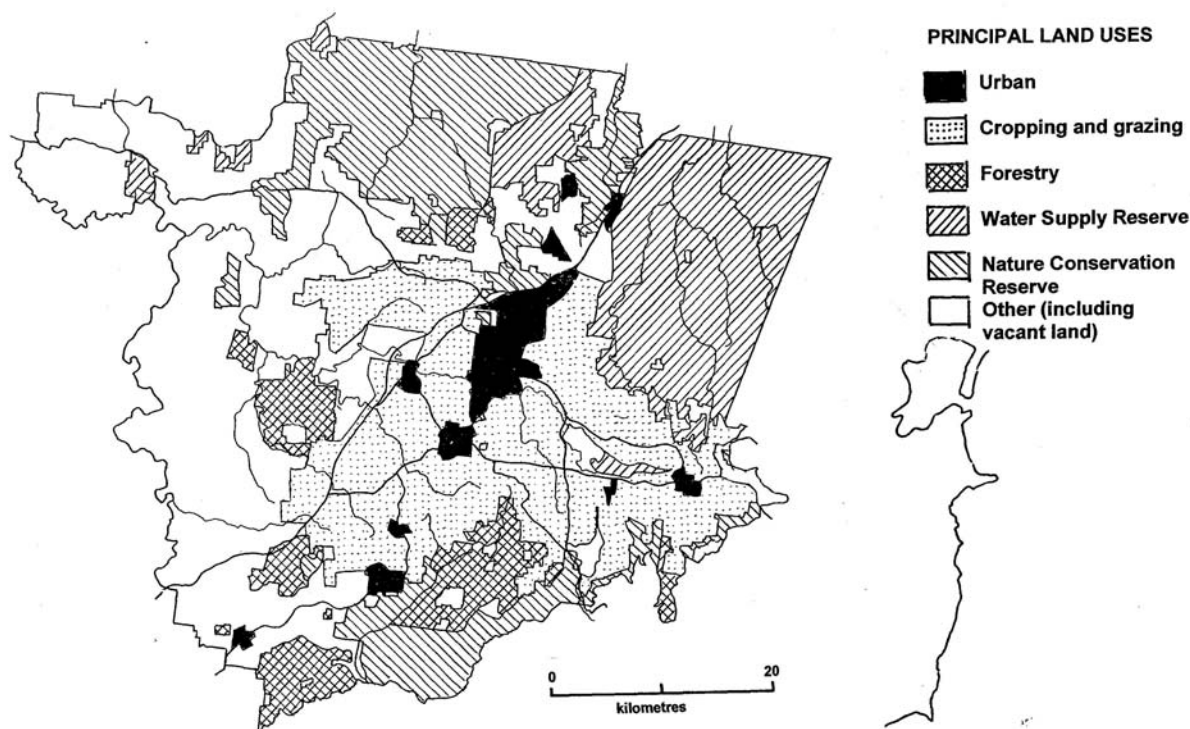 PRINCIPAL LAND USES
Urban
Cropping and grazing
Forestry
Water Supply Reserve
Nature Conservation
Reserve
Other (including
vacant land)
0 20
kilometres